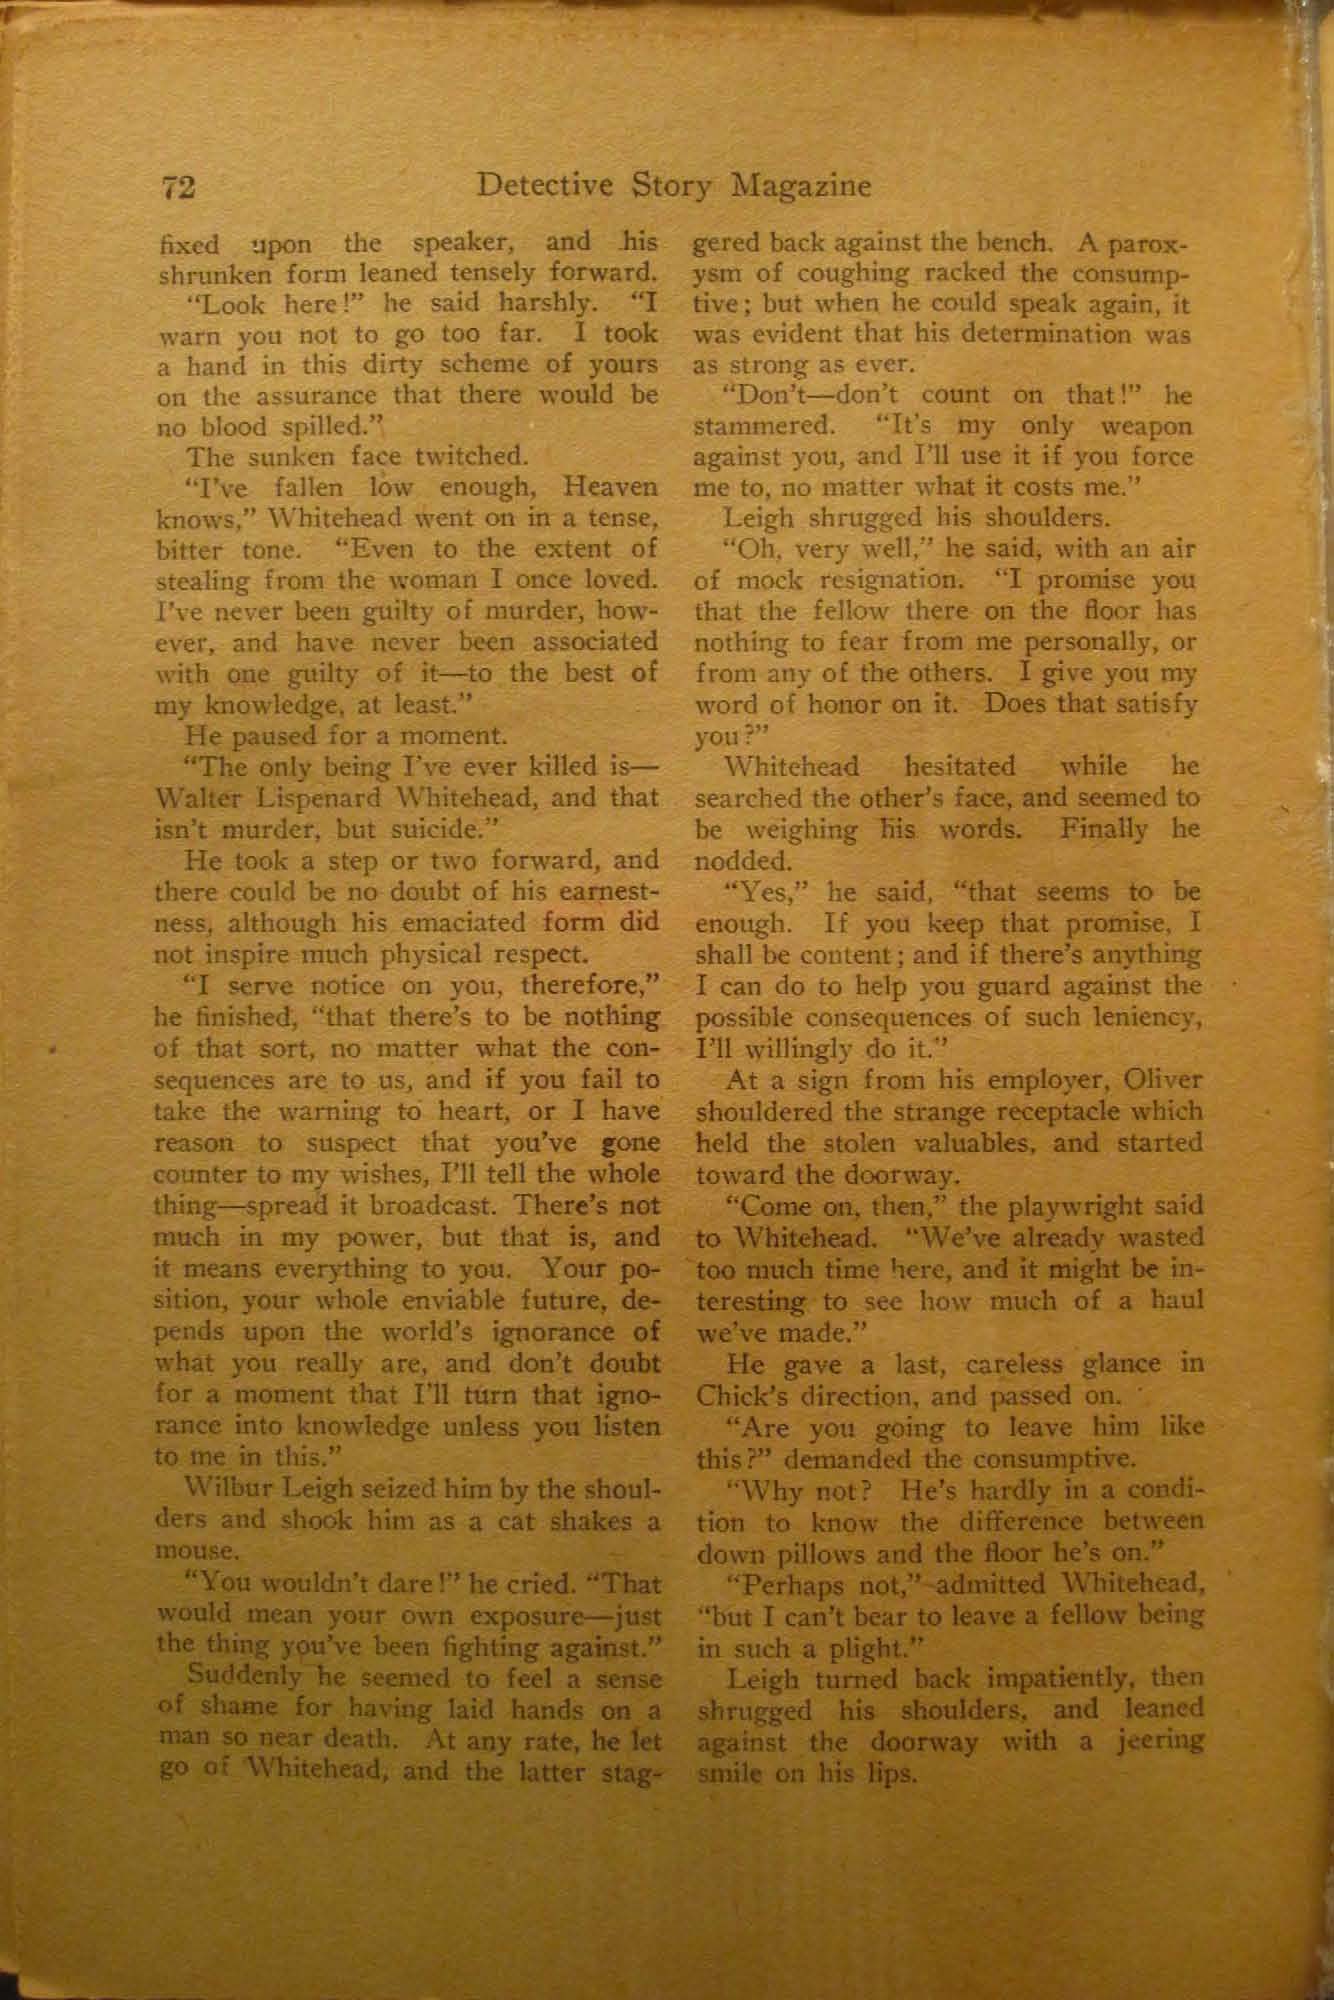 72
Detective Story Magazine
fixed upon the speaker, and his
shrunken form leaned tensely forward.
“Look here!” he said harshly. “I
warn you not to go too far. I took
a hand in this dirty scheme of yours
on the assurance that there would be
no blood spilled.”
The sunken face twitched.
“I’ve fallen low enough, Heaven
knows,” Whitehead went on in a tense,
bitter tone. “Even to the extent of
stealing from the woman I once loved.
I’ve never been guilty of murder, how-
ever, and have never been associated
with one guilty of it—to the best of
my knowledge, at least.”
He paused for a moment.
“The only being I’ve ever killed is—
Walter Lispenard Whitehead, and that
isn’t murder, but suicide.”
He took a step or two forward, and
there could be no doubt of his earnest-
ness, although his emaciated form did
not inspire much physical respect.
“I serve notice on you, therefore,”
he finished, “that there’s to be nothing
of that sort, no matter what the con-
sequences are to us, and if you fail to
take the warning to heart, or I have
reason to suspect that you’ve gone
counter to my wishes, I’ll tell the whole
thing—spread it broadcast. There’s not
much in my power, but that is, and
it means everything to you. Your po-
sition, your whole enviable future, de-
pends upon the world’s ignorance of
what you really are, and don’t doubt
for a moment that I’ll turn that igno-
rance into knowledge unless you listen
to me in this.”
Wilbur Leigh seized him by the shoul-
ders and shook him as a cat shakes a
mouse.
“You wouldn’t dare!” he cried. “That
would mean your own exposure—just
the thing you’ve been fighting against.”
Suddenly he seemed to feel a sense
of shame for having laid hands on a
man so near death. At any rate, he let
go of Whitehead, and the latter stag-
gered back against the bench. A parox-
ysm of coughing racked the consump-
tive; but when he could speak again, it
was evident that his determination was
as strong as ever.
“Don’t—don’t count on that!” he
stammered. “It’s my only weapon
against you, and I’ll use it if you force
me to, no matter what it costs me.”
Leigh shrugged his shoulders.
“Oh, very well,” he said, with an air
of mock resignation. “I promise you
that the fellow there on the floor has
nothing to fear from me personally, or
from any of the others. I give you my
word of honor on it. Does that satisfy
you?”
Whitehead hesitated while he
searched the other’s face, and seemed to
be weighing his words. Finally he
nodded.
“Yes,” he said, “that seems to be
enough. If you keep that promise, I
shall be content; and if there’s anything
I can do to help you guard against the
possible consequences of such leniency,
I’ll willingly do it.”
At a sign from his employer, Oliver
shouldered the strange receptacle which
held the stolen valuables, and started
toward the doorway.
“Come on, then,” the playwright said
to Whitehead. “We’ve already wasted
too much time here, and it might be in-
teresting to see how much of a haul
we’ve made.”
He gave a last, careless glance in
Chick’s direction, and passed on.
“Are you going to leave him like
this?” demanded the consumptive.
“Why not? He’s hardly in a condi-
tion to know the difference between
down pillows and the floor he’s on.”
“Perhaps not,” admitted Whitehead,
“but I can’t bear to leave a fellow being
in such a plight.”
Leigh turned back impatiently, then
shrugged his shoulders, and leaned
against the doorway with a jeering
smile on his lips.